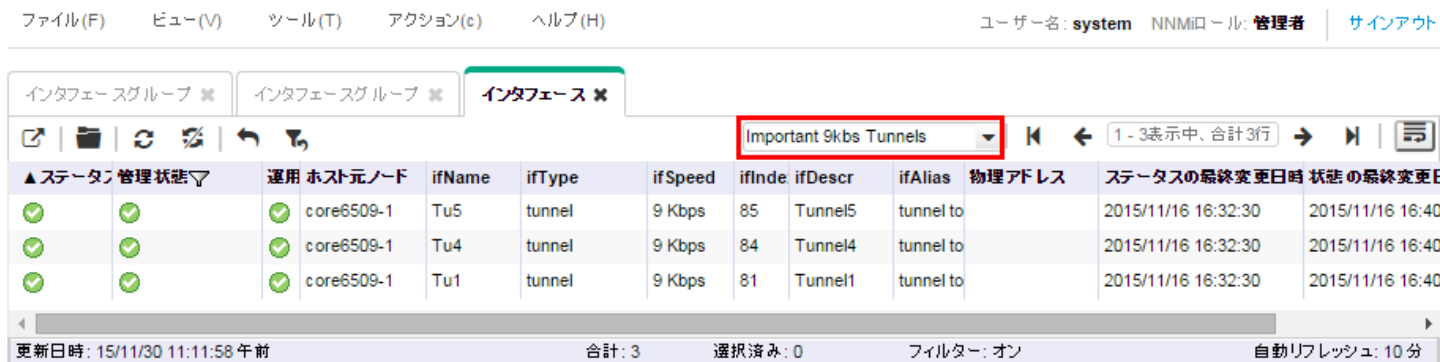 ファイル(F) ビュー(V) ツール(T) アクション(c) ヘルプ(H) ユーザー名: system NNMiロール: 管理者 サインアウト
インタフェースグループ インタフェースグループ インタフェース
Important 9kbs Tunnels 1 - 3表示中、合計3行
▲ステータス 管理状態 運用 ホスト元ノード ifName ifType ifSpeed ifInde ifDescr ifAlias 物理アドレス ステータスの最終変更日時 状態の最終変更日
core6509-1 Tu5 tunnel 9 Kbps 85 Tunnel5 tunnel to 2015/11/16 16:32:30 2015/11/16 16:40
core6509-1 Tu4 tunnel 9 Kbps 84 Tunnel4 tunnel to 2015/11/16 16:32:30 2015/11/16 16:40
core6509-1 Tu1 tunnel 9 Kbps 81 Tunnel1 tunnel to 2015/11/16 16:32:30 2015/11/16 16:40
更新日時: 15/11/30 11:11:58 午前 合計: 3 選択済み: 0 フィルター: オン 自動リフレッシュ: 10 分